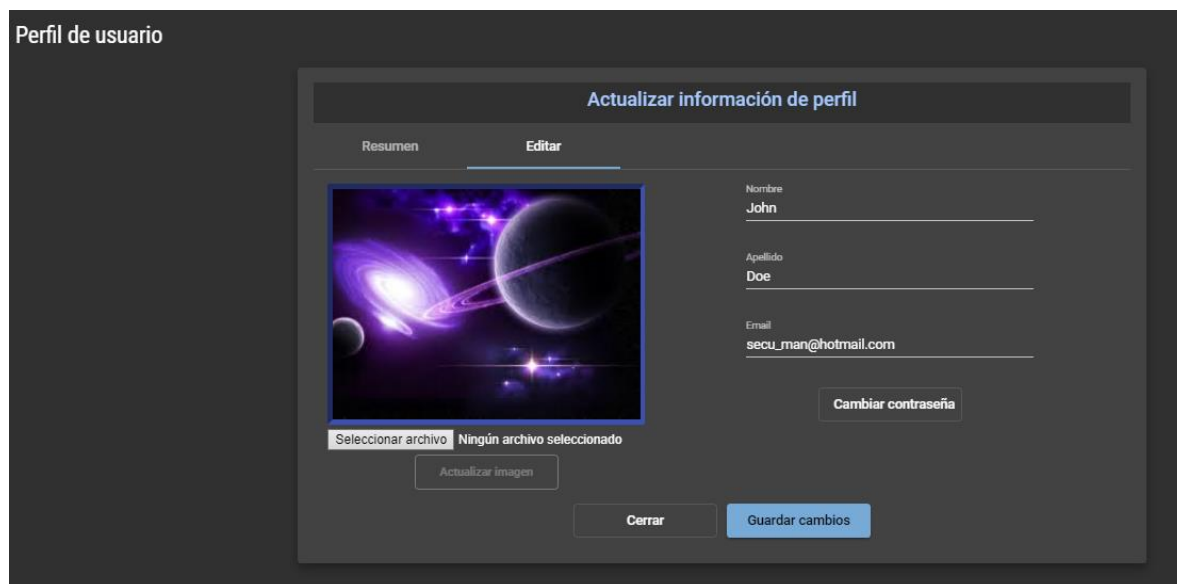 Perfil de usuario
Actualizar información de perfil
Resumen
Editar
Nombre
John
Apellido
Doe
Email
secu_man@hotmail.com
Cambiar contraseña
Seleccionar archivo Ningún archivo seleccionado
Actualizar imagen
Cerrar
Guardar cambios